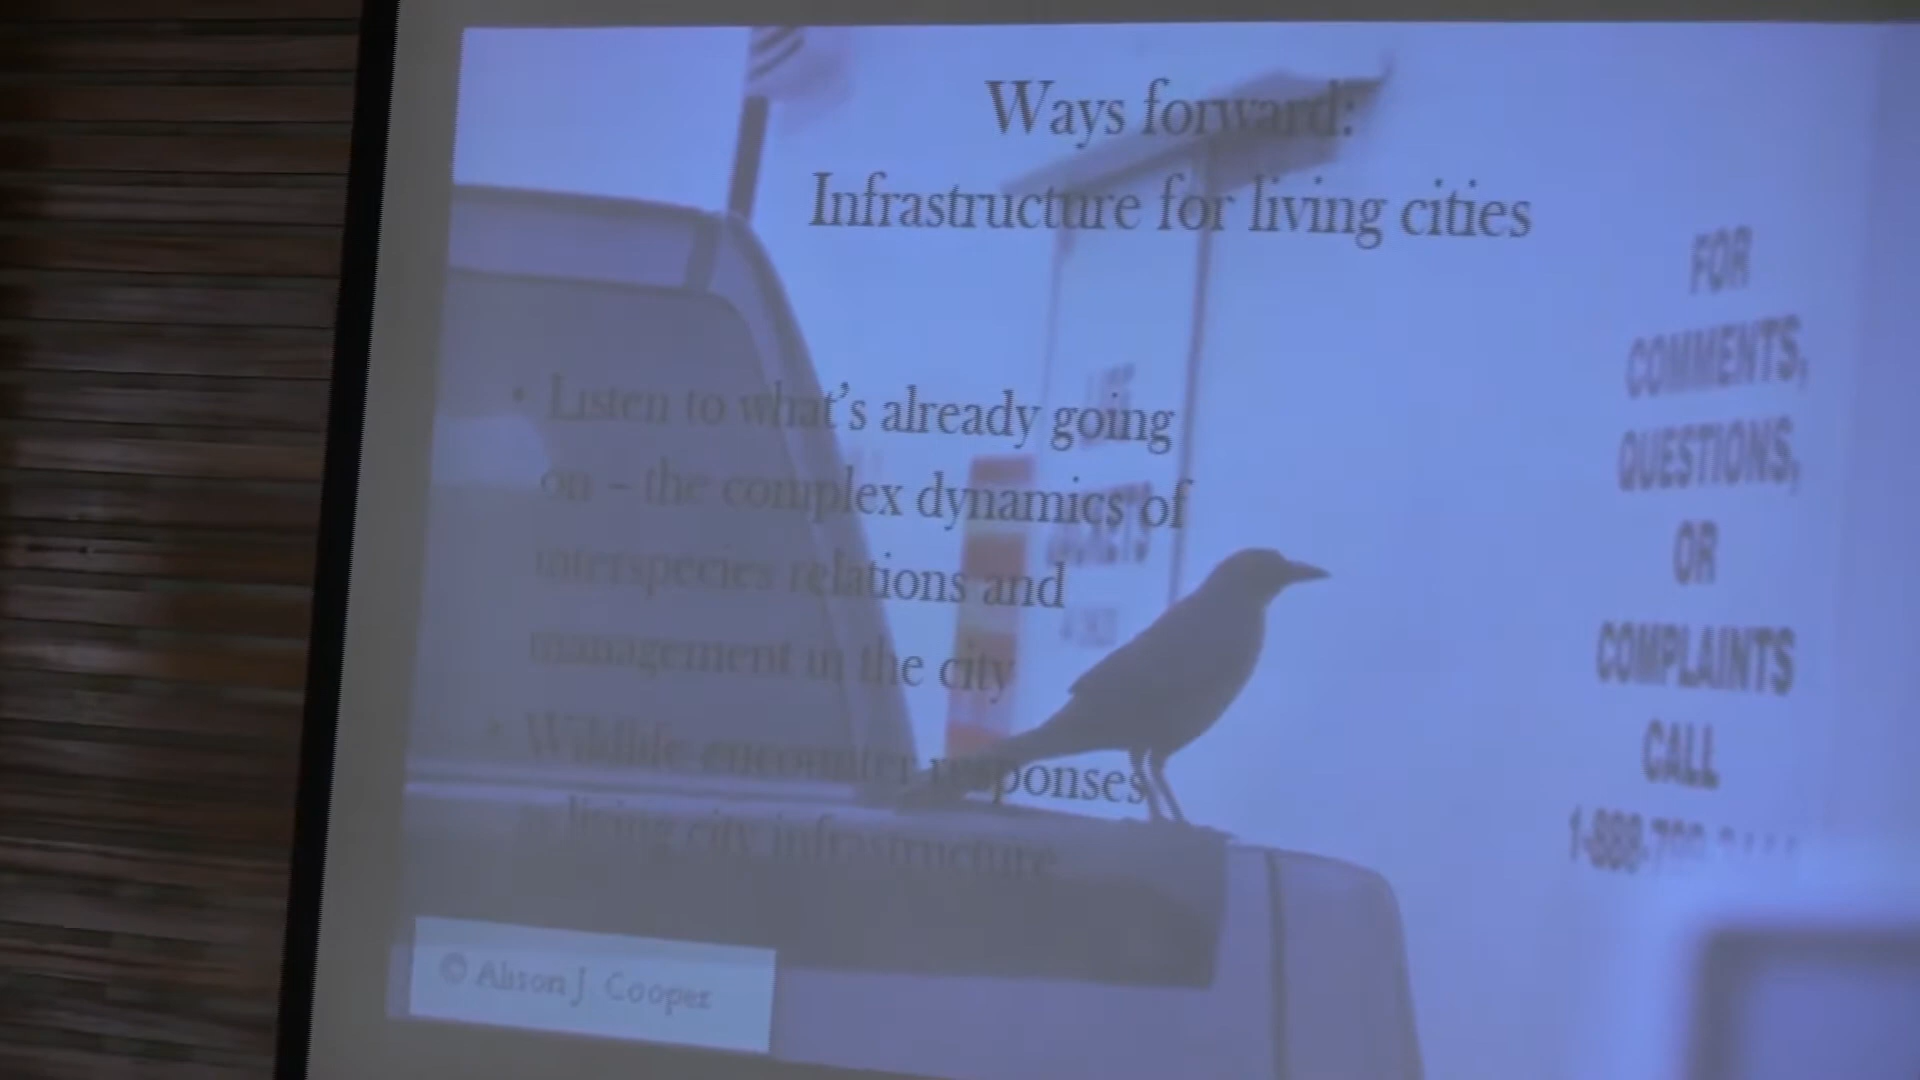 Ways forward:
Infrastructure for living cities
• Listen to what's already going
on – the complex dynamics of
interspecies relations and
management in the city
• Wildlife encounter responses
living city infrastructure
© Alison J. Cooper
FOR
COMMENTS,
QUESTIONS,
OR
COMPLAINTS
CALL